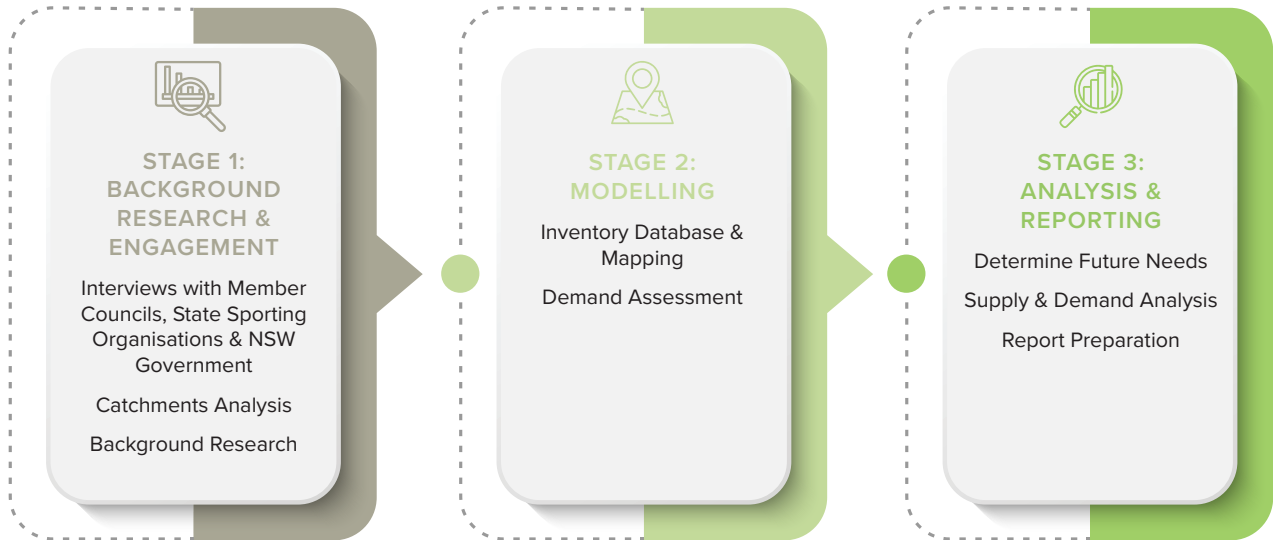 STAGE 1:
BACKGROUND
RESEARCH &
ENGAGEMENT
Interviews with Member
Councils, State Sporting
Organisations & NSW
Government
Catchments Analysis
Background Research
STAGE 2:
MODELLING
Inventory Database &
Mapping
Demand Assessment
STAGE 3:
ANALYSIS &
REPORTING
Determine Future Needs
Supply & Demand Analysis
Report Preparation